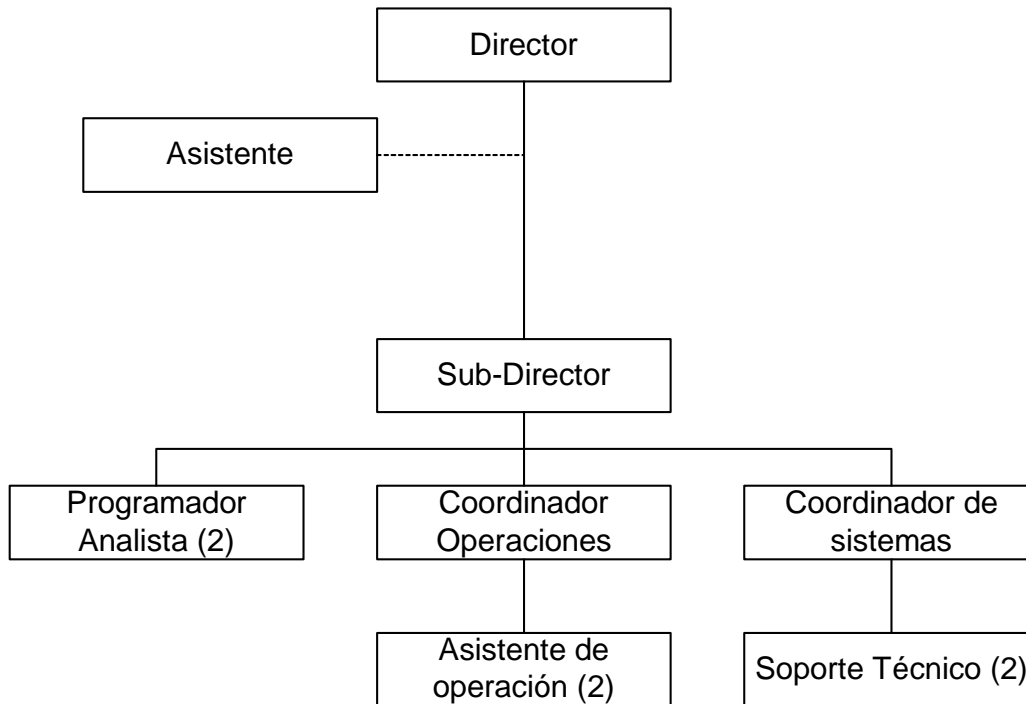 Director
Asistente
Sub-Director
Programador
Analista (2)
Coordinador
Operaciones
Coordinador de
sistemas
Asistente de
operación (2)
Soporte Técnico (2)